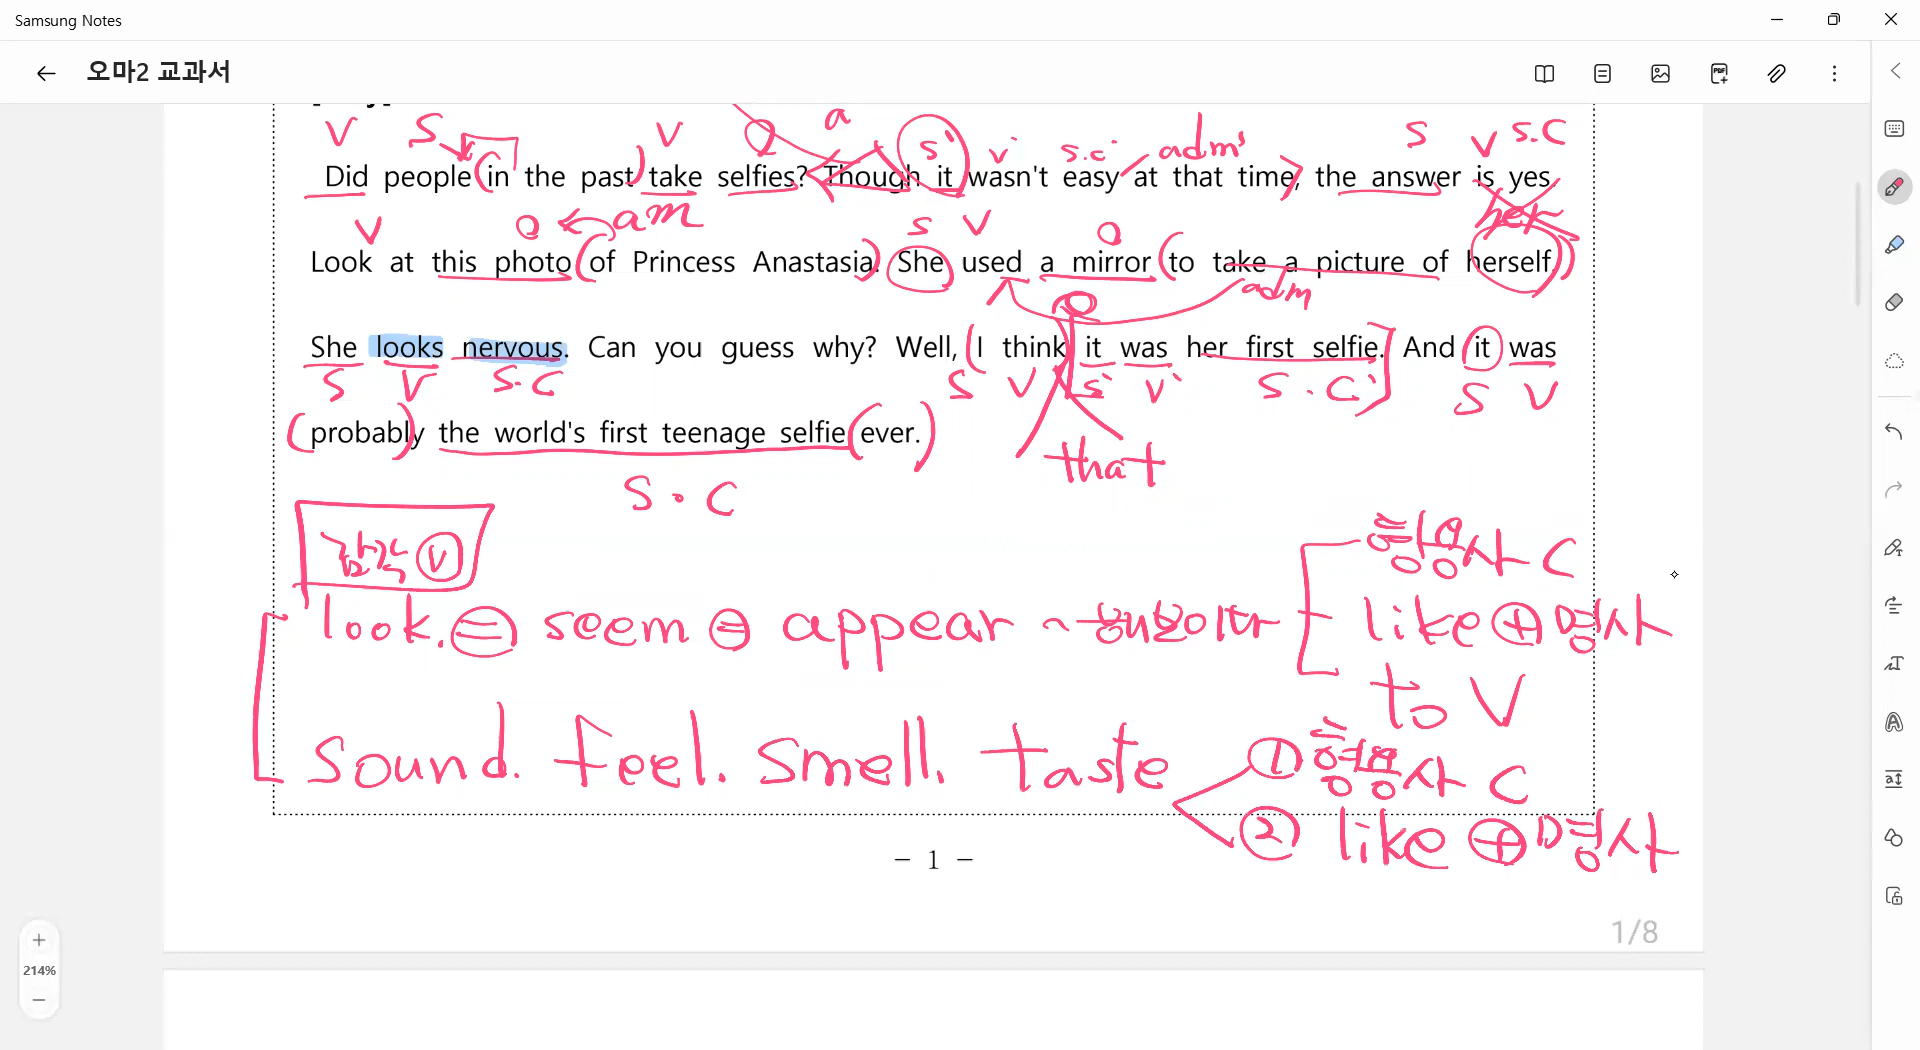 Samsung Notes
오마2 교과서
V S V O a s' v' s.c' adm' S V S.C
Did people (in the past) take selfies? <Though it wasn't easy / at that time>, the answer is yes.
V O am S V O her
Look at this photo (of Princess Anastasia). She used a mirror (to take a picture of herself.)
adm
O
She looks nervous. Can you guess why? Well, (I think) [it was her first selfie.] And (it) was
S V S.C S V s' v' S.C' S V
(probably) the world's first teenage selfie (ever.)
that
S.C
감각 V
형용사 C
look. = seem = appear ~ 해 보이다 like + 명사
to V
Sound. feel. smell. taste ① 형용사 C
② like + 명사
- 1 -
1/8
214%